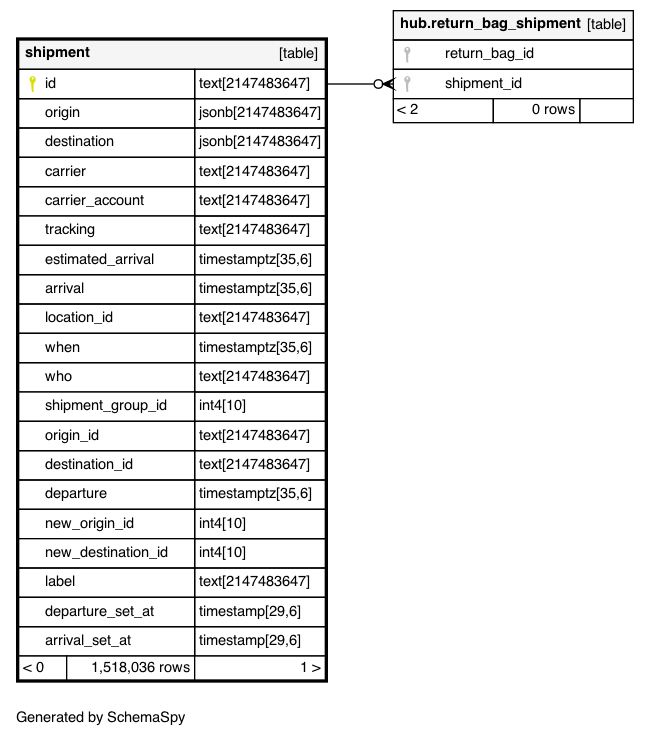 shipment [table]
id text[2147483647]
origin jsonb[2147483647]
destination jsonb[2147483647]
carrier text[2147483647]
carrier_account text[2147483647]
tracking text[2147483647]
estimated_arrival timestamptz[35,6]
arrival timestamptz[35,6]
location_id text[2147483647]
when timestamptz[35,6]
who text[2147483647]
shipment_group_id int4[10]
origin_id text[2147483647]
destination_id text[2147483647]
departure timestamptz[35,6]
new_origin_id int4[10]
new_destination_id int4[10]
label text[2147483647]
departure_set_at timestamp[29,6]
arrival_set_at timestamp[29,6]
< 0 1,518,036 rows 1 >
hub.return_bag_shipment [table]
return_bag_id
shipment_id
< 2 0 rows
Generated by SchemaSpy